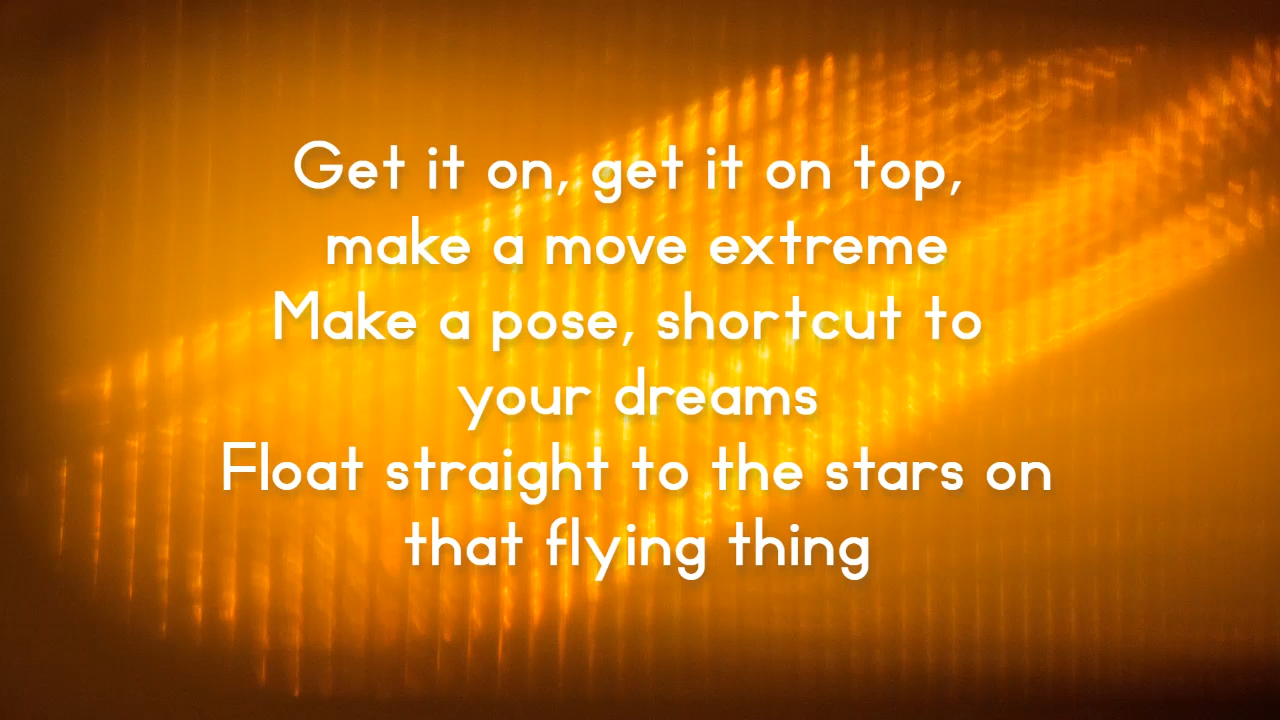 Get it on, get it on top,
make a move extreme
Make a pose, shortcut to
your dreams
Float straight to the stars on
that flying thing